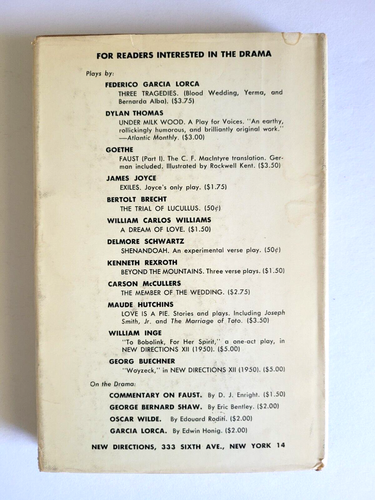 FOR READERS INTERESTED IN THE DRAMA
Plays by:
FEDERICO GARCIA LORCA
THREE TRAGEDIES. (Blood Wedding, Yerma, and
Bernarda Alba). ($3.75)
DYLAN THOMAS
UNDER MILK WOOD. A Play for Voices. "An earthy,
rollickingly humorous, and brilliantly original work."
—Atlantic Monthly. ($3.00)
GOETHE
FAUST (Part I). The C. F. MacIntyre translation. Ger-
man included. Illustrated by Rockwell Kent. ($3.50)
JAMES JOYCE
EXILES. Joyce's only play. ($1.75)
BERTOLT BRECHT
THE TRIAL OF LUCULLUS. (50¢)
WILLIAM CARLOS WILLIAMS
A DREAM OF LOVE. ($1.50)
DELMORE SCHWARTZ
SHENANDOAH. An experimental verse play. (50¢)
KENNETH REXROTH
BEYOND THE MOUNTAINS. Three verse plays. ($1.50)
CARSON McCULLERS
THE MEMBER OF THE WEDDING. ($2.75)
MAUDE HUTCHINS
LOVE IS A PIE. Stories and plays. Including Joseph
Smith, Jr. and The Marriage of Toto. ($3.50)
WILLIAM INGE
"To Bobolink, For Her Spirit," a one-act play, in
NEW DIRECTIONS XII (1950). ($5.00)
GEORG BUECHNER
"Woyzeck," in NEW DIRECTIONS XII (1950). ($5.00)
On the Drama:
COMMENTARY ON FAUST. By D. J. Enright. ($1.50)
GEORGE BERNARD SHAW. By Eric Bentley. ($2.00)
OSCAR WILDE. By Edouard Roditi. ($2.00)
GARCIA LORCA. By Edwin Honig. ($2.00)
NEW DIRECTIONS, 333 SIXTH AVE., NEW YORK 14